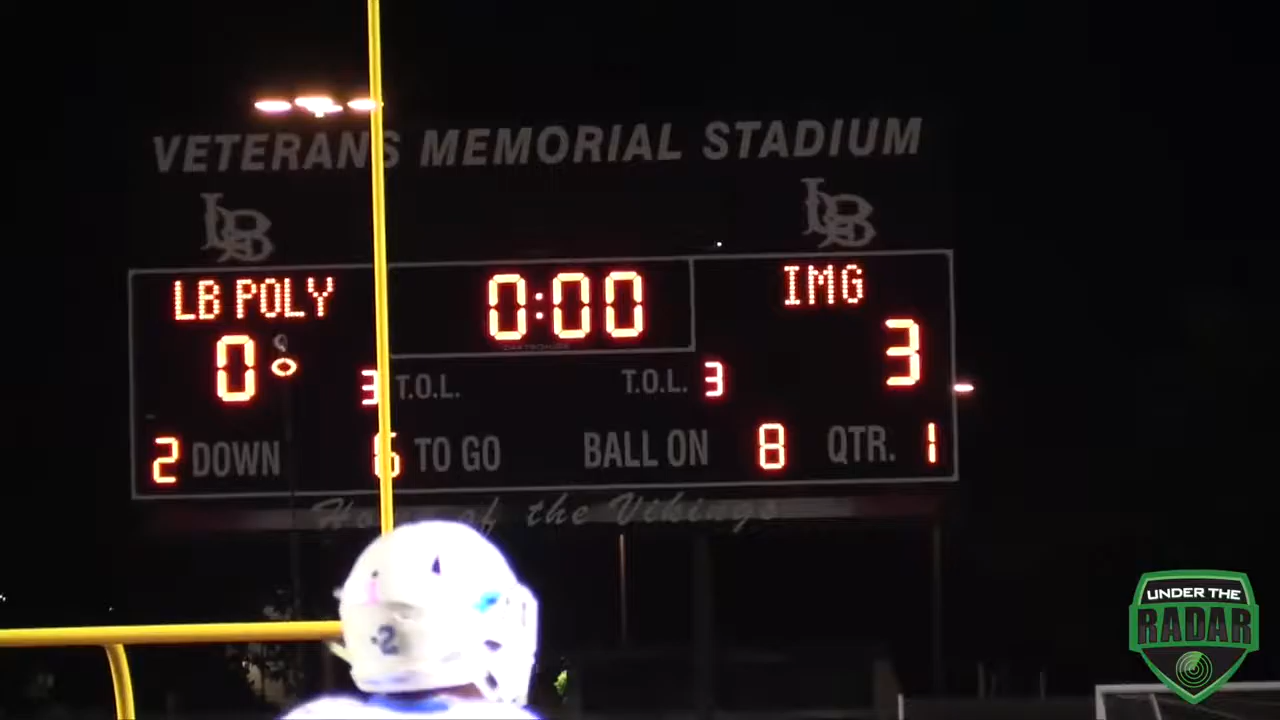 VETERANS MEMORIAL STADIUM
LB LB
LB POLY 0:00 IMG
0 3
3 T.O.L. T.O.L. 3
2 DOWN 6 TO GO BALL ON 8 QTR. 1
Home of the Vikings
2
UNDER THE
RADAR